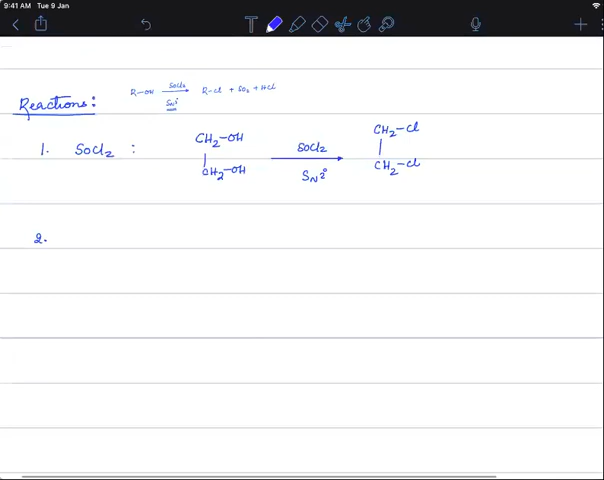 9:41 AM Tue 9 Jan
R-OH SOCl2 → R-Cl + SO2 + HCl
SNi
Reactions:
1. SOCl2 : CH2-OH SOCl2 → CH2-Cl
CH2-OH SNi CH2-Cl
2.